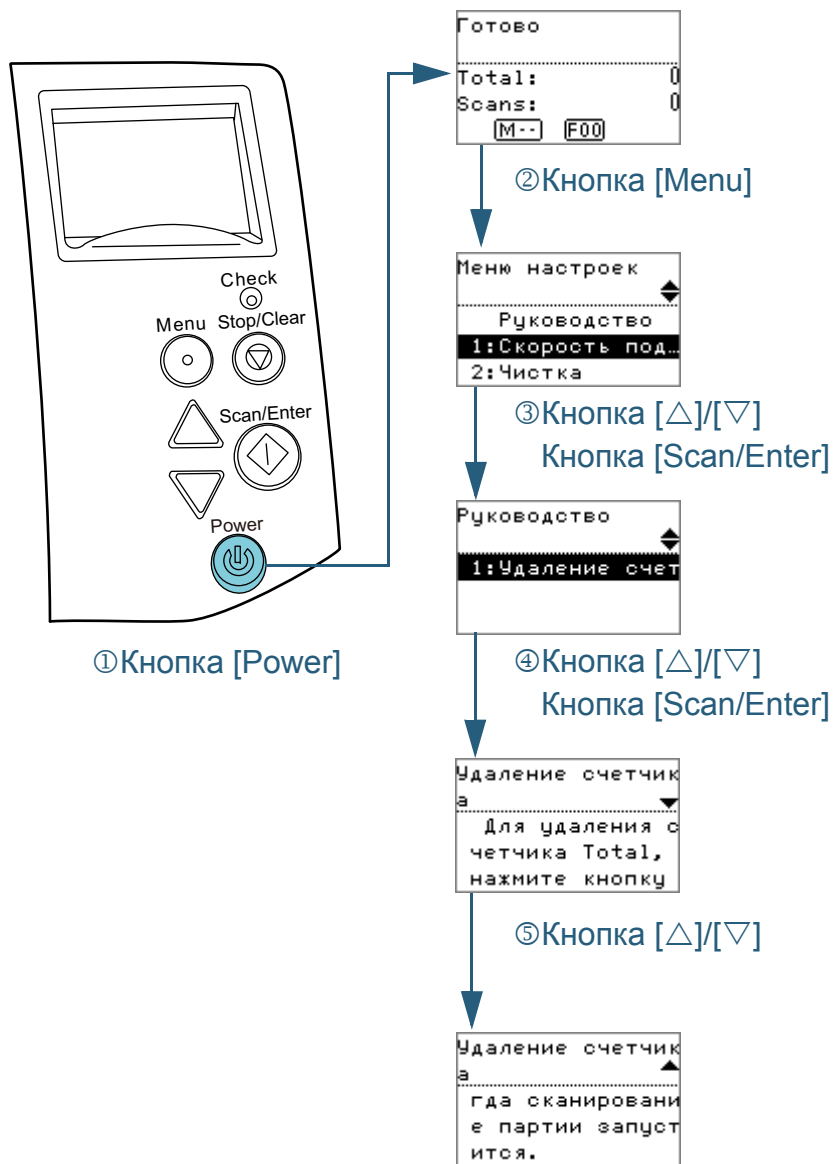 Готово
Total: 0
Scans: 0
M-- F00
②Кнопка [Menu]
Меню настроек
Руководство
1:Скорость под…
2:Чистка
③Кнопка [△]/[▽]
Кнопка [Scan/Enter]
Руководство
1:Удаление счет
④Кнопка [△]/[▽]
Кнопка [Scan/Enter]
Удаление счетчик
а
Для удаления с
четчика Total,
нажмите кнопку
⑤Кнопка [△]/[▽]
Удаление счетчик
а
гда сканировани
е партии запуст
ится.
Check
Menu Stop/Clear
Scan/Enter
Power
①Кнопка [Power]